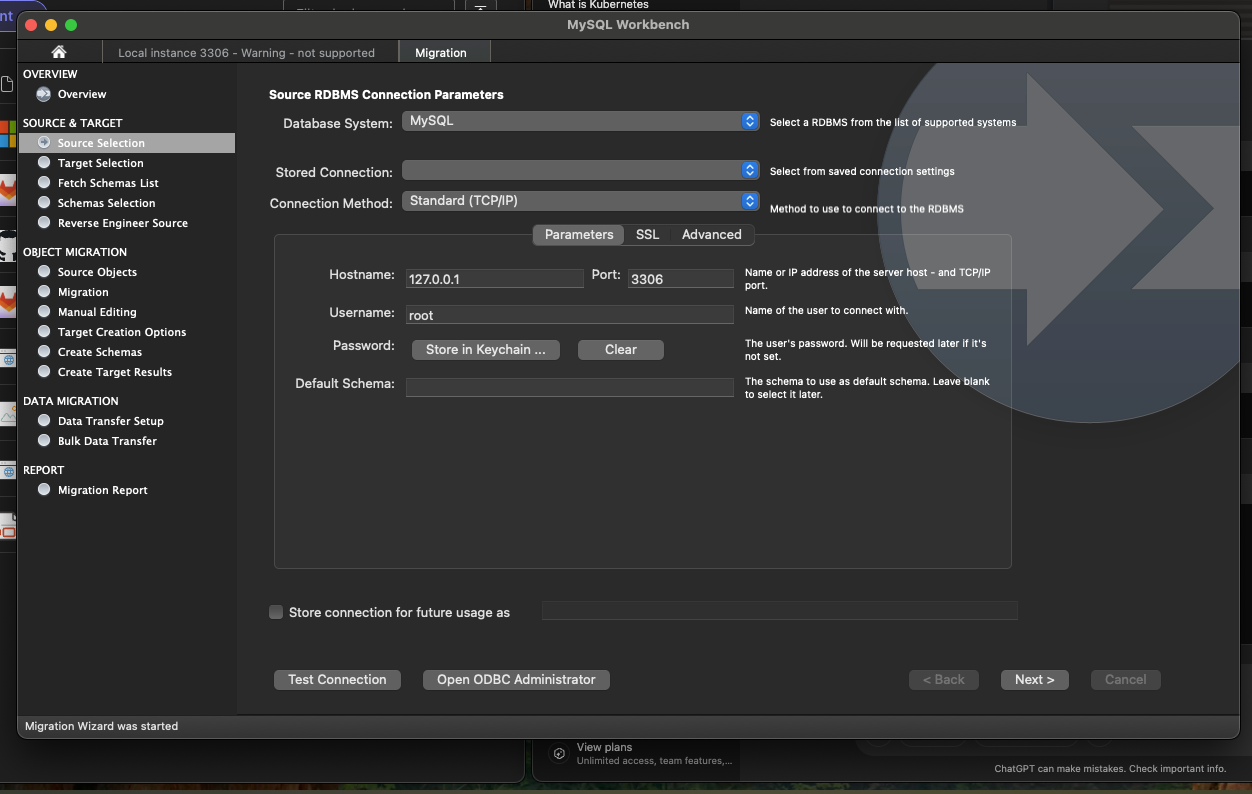 What is Kubernetes
nt
MySQL Workbench
Local instance 3306 - Warning - not supported
Migration
OVERVIEW
Overview
SOURCE & TARGET
Source Selection
Target Selection
Fetch Schemas List
Schemas Selection
Reverse Engineer Source
OBJECT MIGRATION
Source Objects
Migration
Manual Editing
Target Creation Options
Create Schemas
Create Target Results
DATA MIGRATION
Data Transfer Setup
Bulk Data Transfer
REPORT
Migration Report
Source RDBMS Connection Parameters
Database System: MySQL Select a RDBMS from the list of supported systems
Stored Connection: Select from saved connection settings
Connection Method: Standard (TCP/IP) Method to use to connect to the RDBMS
Parameters SSL Advanced
Hostname: 127.0.0.1 Port: 3306 Name or IP address of the server host - and TCP/IP
port.
Username: root Name of the user to connect with.
Password: Store in Keychain ... Clear The user's password. Will be requested later if it's
not set.
Default Schema: The schema to use as default schema. Leave blank
to select it later.
Store connection for future usage as
Test Connection Open ODBC Administrator < Back Next > Cancel
Migration Wizard was started
View plans
Unlimited access, team features,...
ChatGPT can make mistakes. Check important info.